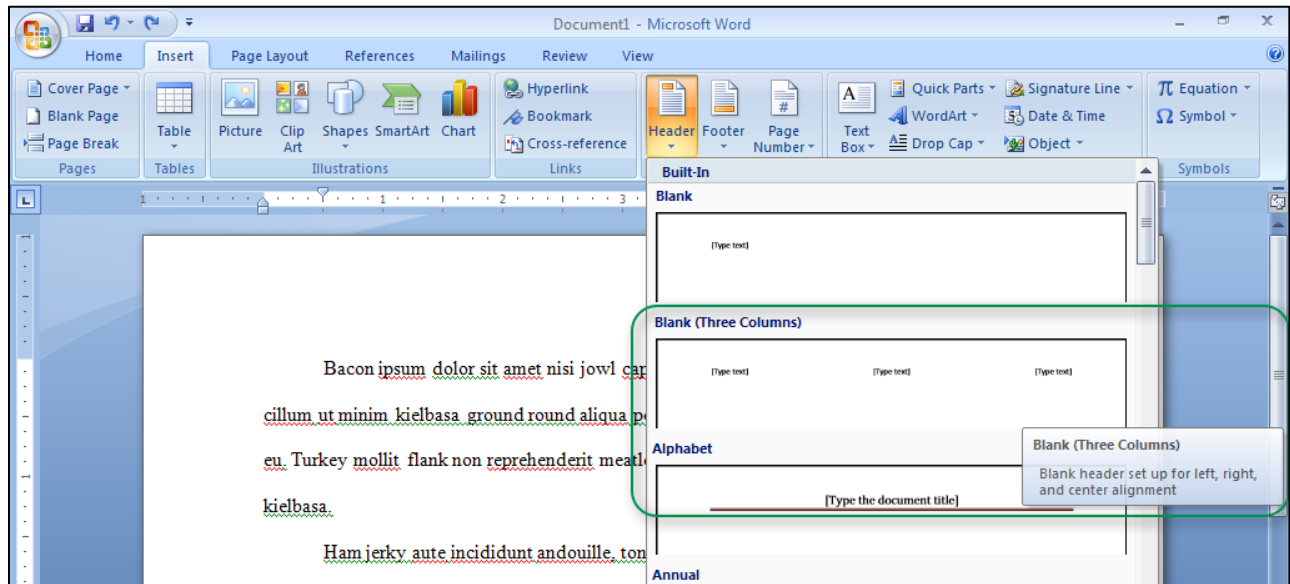 Document1 - Microsoft Word
Home Insert Page Layout References Mailings Review View
Cover Page
Blank Page
Page Break
Pages
Table
Tables
Picture
Clip Art
Shapes
SmartArt
Chart
Illustrations
Hyperlink
Bookmark
Cross-reference
Links
Header
Footer
Page Number
#
A
Text Box
Quick Parts
WordArt
Drop Cap
Signature Line
Date & Time
Object
π Equation
Ω Symbol
Symbols
L
1 1 2 3
Built-In
Blank
[Type text]
Blank (Three Columns)
[Type text] [Type text] [Type text]
Alphabet
[Type the document title]
Annual
Blank (Three Columns)
Blank header set up for left, right,
and center alignment
Bacon ipsum dolor sit amet nisi jowl
cillum ut minim kielbasa ground round aliqua
eu. Turkey mollit flank non reprehenderit
kielbasa.
Ham jerky aute incididunt andouille,